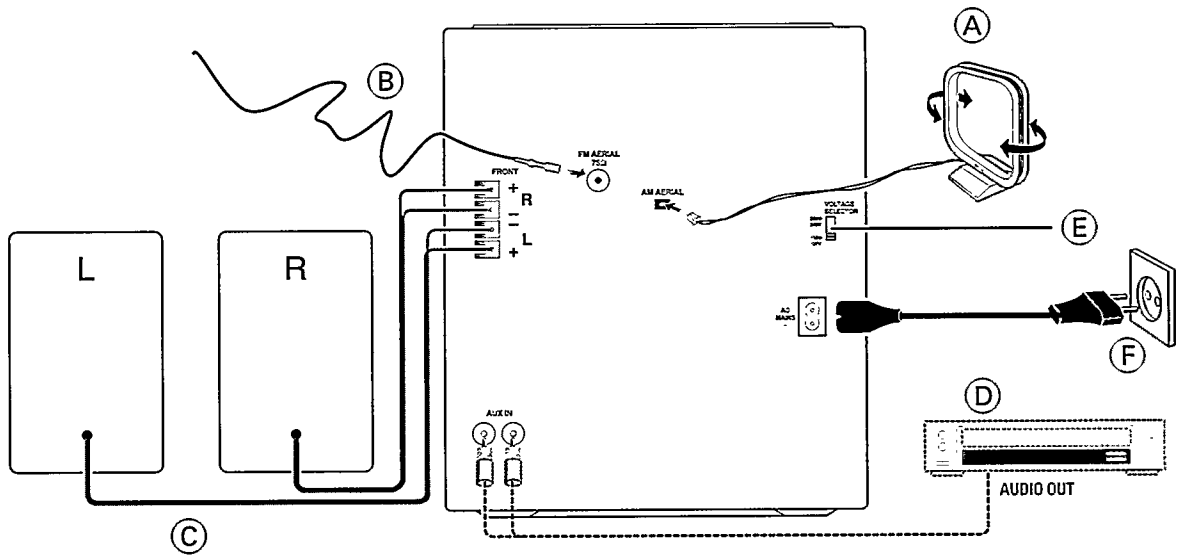 A
B
FM AERIAL
75Ω
FRONT
+
R
−
AM AERIAL
VOLTAGE
SELECTOR
−
L
+
E
L
R
AC
MAINS
~
F
AUX IN
D
AUDIO OUT
C